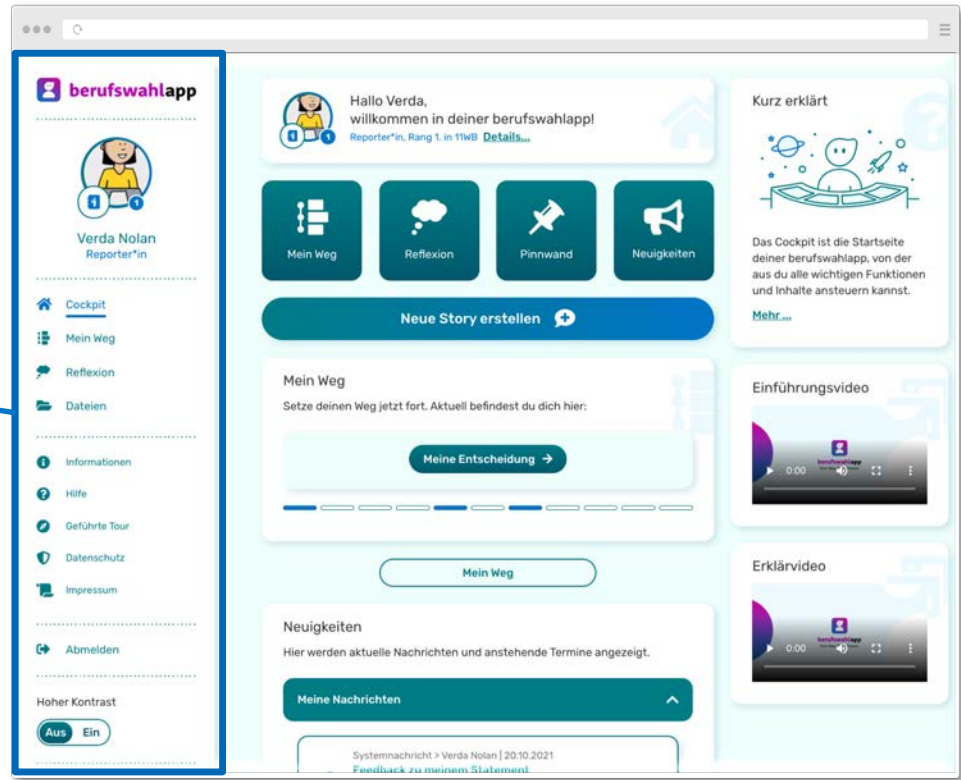 berufswahlapp
Verda Nolan
Reporter*in
Cockpit
Mein Weg
Reflexion
Dateien
Informationen
Hilfe
Geführte Tour
Datenschutz
Impressum
Abmelden
Hoher Kontrast
Aus Ein
Hallo Verda,
willkommen in deiner berufswahlapp!
Reporter*in, Rang 1. in 11WB Details...
Mein Weg
Reflexion
Pinnwand
Neuigkeiten
Neue Story erstellen
Mein Weg
Setze deinen Weg jetzt fort. Aktuell befindest du dich hier:
Meine Entscheidung →
Mein Weg
Neuigkeiten
Hier werden aktuelle Nachrichten und anstehende Termine angezeigt.
Meine Nachrichten
Systemnachricht > Verda Nolan | 20.10.2021
Feedback zu meinem Statement
Kurz erklärt
Das Cockpit ist die Startseite
deiner berufswahlapp, von der
aus du alle wichtigen Funktionen
und Inhalte ansteuern kannst.
Mehr ...
Einführungsvideo
berufswahlapp
0:00
Erklärvideo
berufswahlapp
0:00